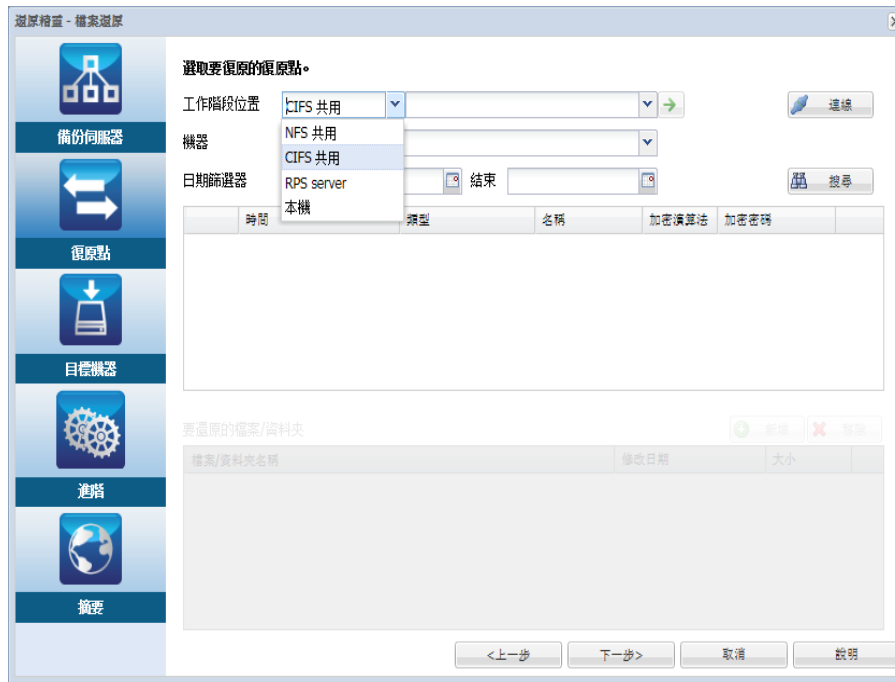 還原精靈 - 檔案還原
備份伺服器
復原點
目標機器
進階
摘要
選取要復原的復原點。
工作階段位置 CIFS 共用 連線
NFS 共用
CIFS 共用
RPS server
本機
機器
日期篩選器 結束 搜尋
時間 類型 名稱 加密演算法 加密密碼
要還原的檔案/資料夾 新增 移除
檔案/資料夾名稱 修改日期 大小
<上一步 下一步> 取消 說明